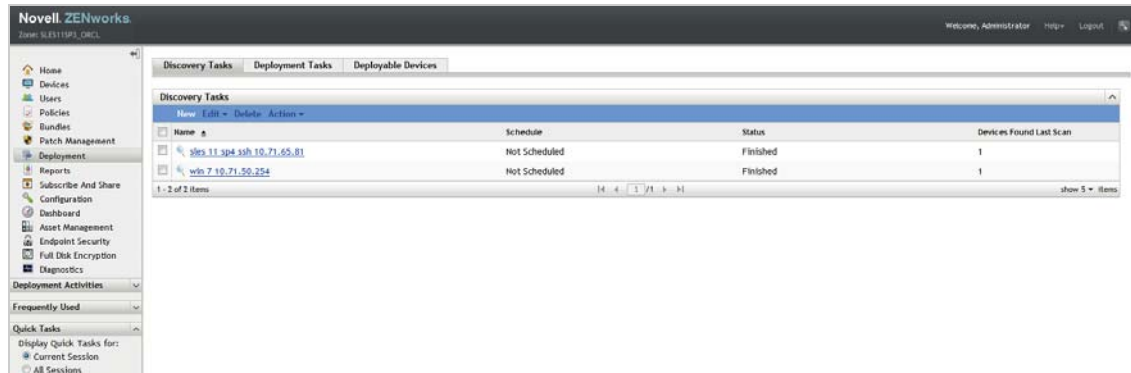 Novell. ZENworks.
Zone: SLES11SP3_ORCL
Welcome, Administrator
Help
Logout
Home
Devices
Users
Policies
Bundles
Patch Management
Deployment
Reports
Subscribe And Share
Configuration
Dashboard
Asset Management
Endpoint Security
Full Disk Encryption
Diagnostics
Deployment Activities
Frequently Used
Quick Tasks
Display Quick Tasks for:
Current Session
All Sessions
Discovery Tasks Deployment Tasks Deployable Devices
Discovery Tasks
New Edit Delete Action
Name Schedule Status Devices Found Last Scan
sles 11 sp4 ssh 10.71.65.81 Not Scheduled Finished 1
win 7 10.71.50.254 Not Scheduled Finished 1
1 - 2 of 2 items 1 /1 show 5 items